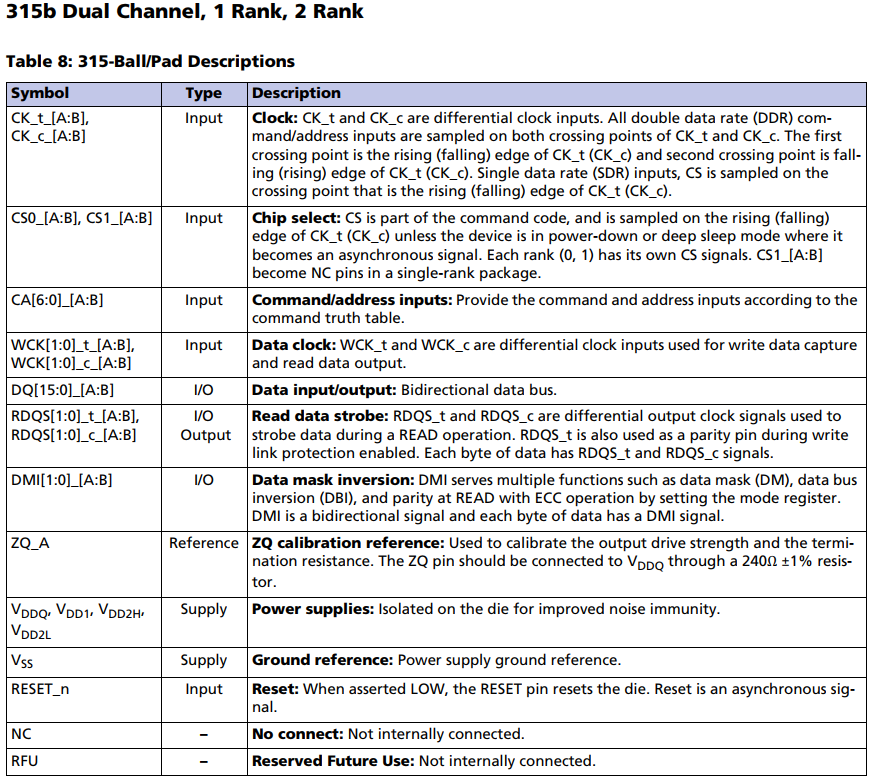 315b Dual Channel, 1 Rank, 2 Rank
Table 8: 315-Ball/Pad Descriptions
Symbol Type Description
CK_t_[A:B], Input Clock: CK_t and CK_c are differential clock inputs. All double data rate (DDR) com-
CK_c_[A:B] mand/address inputs are sampled on both crossing points of CK_t and CK_c. The first
crossing point is the rising (falling) edge of CK_t (CK_c) and second crossing point is fall-
ing (rising) edge of CK_t (CK_c). Single data rate (SDR) inputs, CS is sampled on the
crossing point that is the rising (falling) edge of CK_t (CK_c).
CS0_[A:B], CS1_[A:B] Input Chip select: CS is part of the command code, and is sampled on the rising (falling)
edge of CK_t (CK_c) unless the device is in power-down or deep sleep mode where it
becomes an asynchronous signal. Each rank (0, 1) has its own CS signals. CS1_[A:B]
become NC pins in a single-rank package.
CA[6:0]_[A:B] Input Command/address inputs: Provide the command and address inputs according to the
command truth table.
WCK[1:0]_t_[A:B], Input Data clock: WCK_t and WCK_c are differential clock inputs used for write data capture
WCK[1:0]_c_[A:B] and read data output.
DQ[15:0]_[A:B] I/O Data input/output: Bidirectional data bus.
RDQS[1:0]_t_[A:B], I/O Read data strobe: RDQS_t and RDQS_c are differential output clock signals used to
RDQS[1:0]_c_[A:B] Output strobe data during a READ operation. RDQS_t is also used as a parity pin during write
link protection enabled. Each byte of data has RDQS_t and RDQS_c signals.
DMI[1:0]_[A:B] I/O Data mask inversion: DMI serves multiple functions such as data mask (DM), data bus
inversion (DBI), and parity at READ with ECC operation by setting the mode register.
DMI is a bidirectional signal and each byte of data has a DMI signal.
ZQ_A Reference ZQ calibration reference: Used to calibrate the output drive strength and the termi-
nation resistance. The ZQ pin should be connected to VDDQ through a 240Ω ±1% resis-
tor.
VDDQ, VDD1, VDD2H, Supply Power supplies: Isolated on the die for improved noise immunity.
VDD2L
VSS Supply Ground reference: Power supply ground reference.
RESET_n Input Reset: When asserted LOW, the RESET pin resets the die. Reset is an asynchronous sig-
nal.
NC – No connect: Not internally connected.
RFU – Reserved Future Use: Not internally connected.